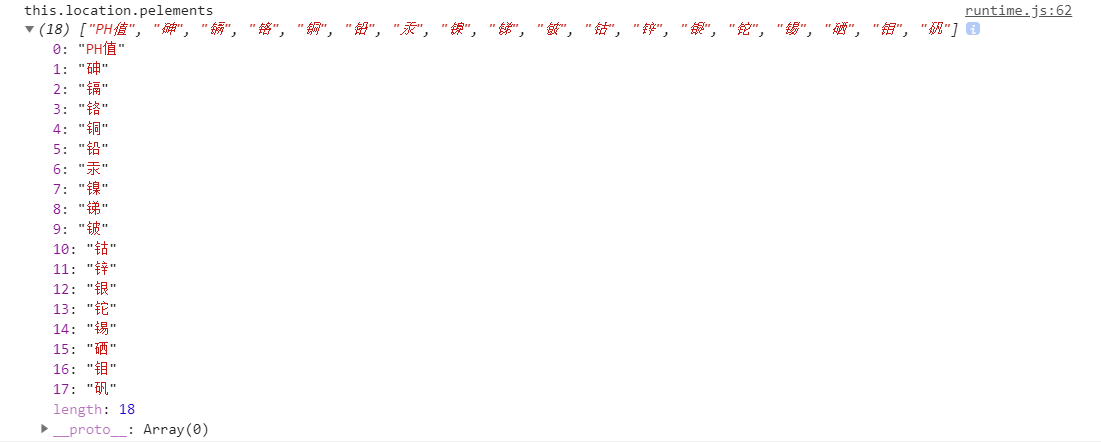 this.location.pelements runtime.js:62
▼(18) ["PH值", "砷", "镉", "铬", "铜", "铅", "汞", "镍", "锑", "铍", "钴", "锌", "银", "铊", "锡", "硒", "钼", "矾"] i
0: "PH值"
1: "砷"
2: "镉"
3: "铬"
4: "铜"
5: "铅"
6: "汞"
7: "镍"
8: "锑"
9: "铍"
10: "钴"
11: "锌"
12: "银"
13: "铊"
14: "锡"
15: "硒"
16: "钼"
17: "矾"
length: 18
▶__proto__: Array(0)